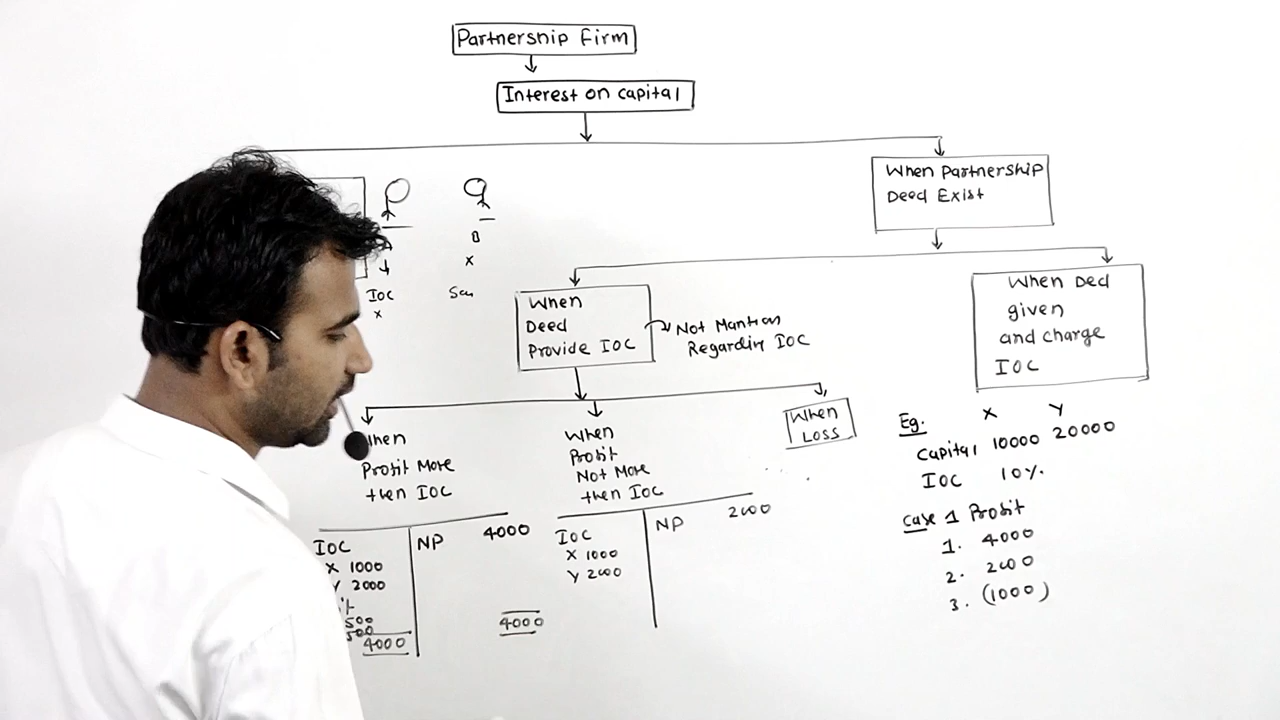 Partnership Firm
Interest on capital
When Partnership
Deed Exist
A
B
x
IOC
x
When
Deed
Provide IOC
Not Mantion
Regardin IOC
When Ded
given
and charge
IOC
hen
Profit More
then IOC
When
Profit
Not More
then IOC
When
LOSS
Eg. X Y
Capital 10000 20000
IOC 10%.
Case 1 Profit
1. 4000
2. 2000
3. (1000)
IOC NP 4000
X 1000
Y 2000
500
500
4000 4000
IOC NP 2000
X 1000
Y 2000